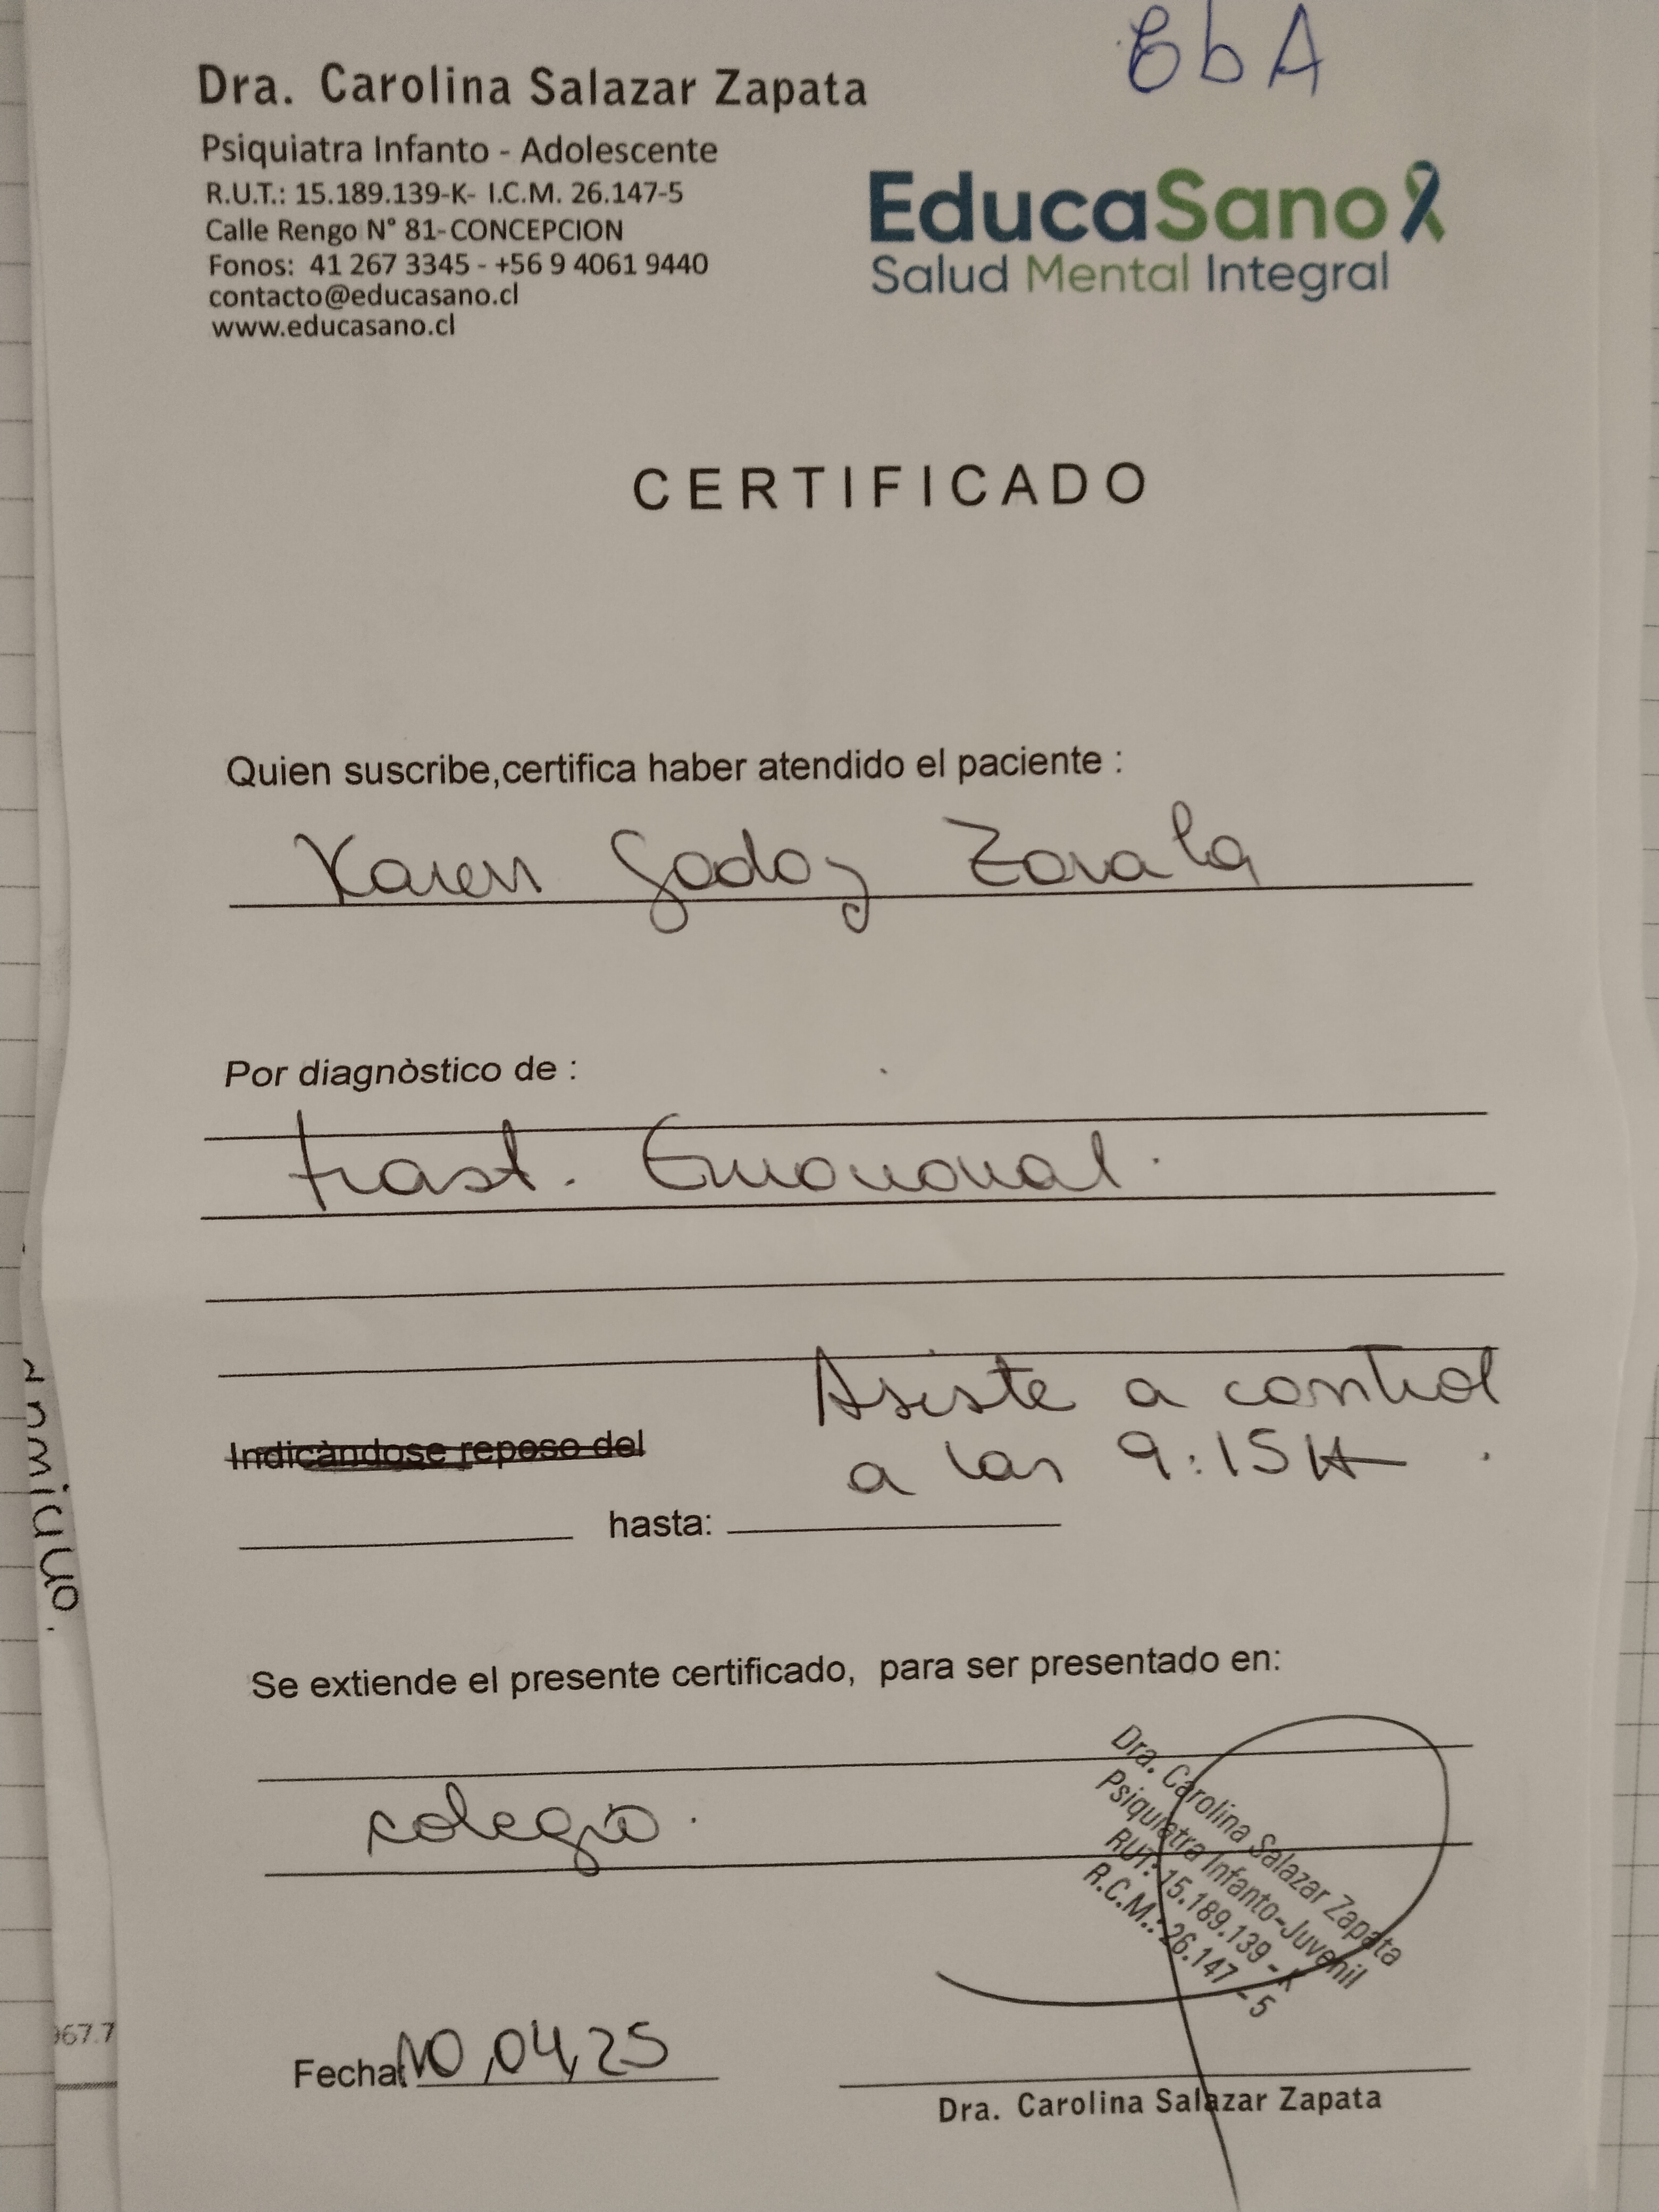 8b A
Dra. Carolina Salazar Zapata
Psiquiatra Infanto - Adolescente
R.U.T.: 15.189.139-K- I.C.M. 26.147-5
Calle Rengo N° 81-CONCEPCION
Fonos: 41 267 3345 - +56 9 4061 9440
contacto@educasano.cl
www.educasano.cl
EducaSano
Salud Mental Integral
CERTIFICADO
Quien suscribe,certifica haber atendido el paciente :
Karen Godoy Zavala
Por diagnòstico de :
trast. Emocional.
Asiste a control
Indicàndose reposo del
a las 9:15H
hasta:
Se extiende el presente certificado, para ser presentado en:
colegio.
Dra. Carolina Salazar Zapata
Psiquiatra Infanto-Juvenil
RUT: 15.189.139 - K
R.C.M.: 26.147 - 5
Fecha: 10,04,25
Dra. Carolina Salazar Zapata
967.7